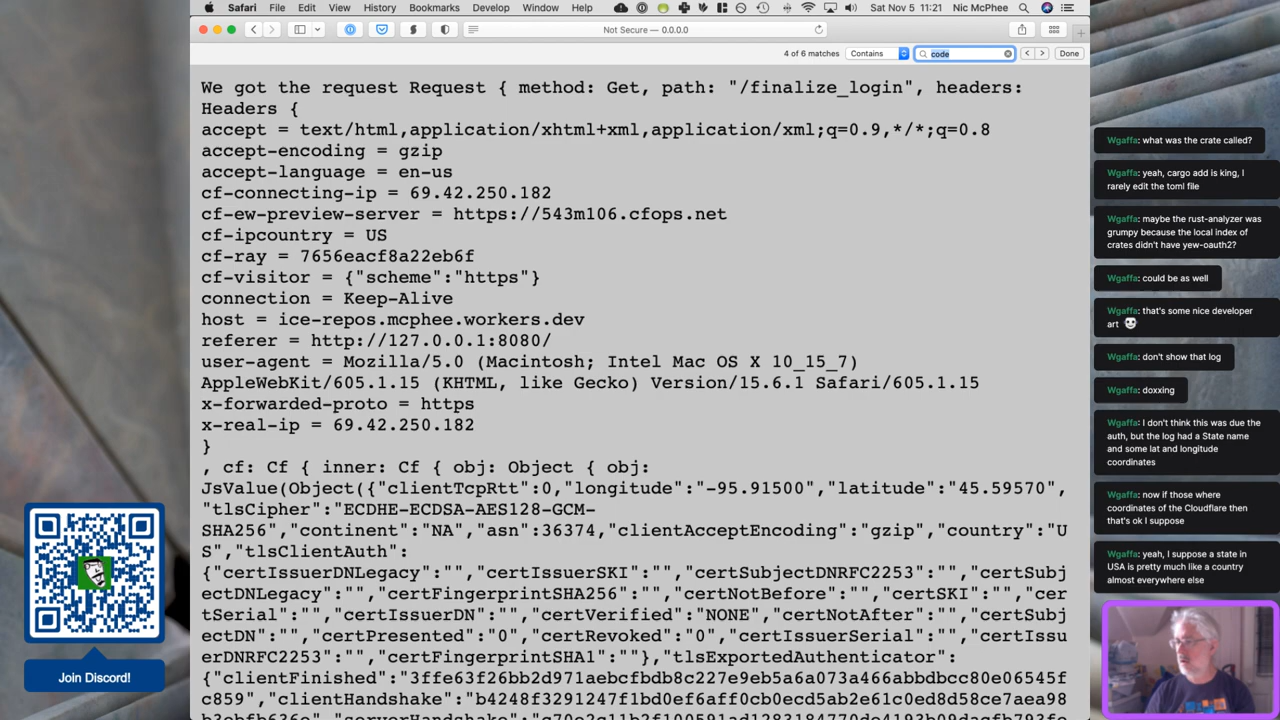 Safari File Edit View History Bookmarks Develop Window Help Sat Nov 5 11:21 Nic McPhee
Not Secure — 0.0.0.0
4 of 6 matches Contains code Done
We got the request Request { method: Get, path: "/finalize_login", headers:
Headers {
accept = text/html,application/xhtml+xml,application/xml;q=0.9,*/*;q=0.8
accept-encoding = gzip
accept-language = en-us
cf-connecting-ip = 69.42.250.182
cf-ew-preview-server = https://543m106.cfops.net
cf-ipcountry = US
cf-ray = 7656eacf8a22eb6f
cf-visitor = {"scheme":"https"}
connection = Keep-Alive
host = ice-repos.mcphee.workers.dev
referer = http://127.0.0.1:8080/
user-agent = Mozilla/5.0 (Macintosh; Intel Mac OS X 10_15_7)
AppleWebKit/605.1.15 (KHTML, like Gecko) Version/15.6.1 Safari/605.1.15
x-forwarded-proto = https
x-real-ip = 69.42.250.182
}
, cf: Cf { inner: Cf { obj: Object { obj:
JsValue(Object({"clientTcpRtt":0,"longitude":"-95.91500","latitude":"45.59570",
"tlsCipher":"ECDHE-ECDSA-AES128-GCM-
SHA256","continent":"NA","asn":36374,"clientAcceptEncoding":"gzip","country":"U
S","tlsClientAuth":
{"certIssuerDNLegacy":"","certIssuerSKI":"","certSubjectDNRFC2253":"","certSubj
ectDNLegacy":"","certFingerprintSHA256":"","certNotBefore":"","certSKI":"","cer
tSerial":"","certIssuerDN":"","certVerified":"NONE","certNotAfter":"","certSubj
ectDN":"","certPresented":"0","certRevoked":"0","certIssuerSerial":"","certIssu
erDNRFC2253":"","certFingerprintSHA1":""},"tlsExportedAuthenticator":
{"clientFinished":"3ffe63f26bb2d971aebcfbdb8c227e9eb5a6a073a466abbdbcc80e06545f
c859","clientHandshake":"b4248f3291247f1bd0ef6aff0cb0ecd5ab2e61c0ed8d58ce7aea98
Wgaffa: what was the crate called?
Wgaffa: yeah, cargo add is king, I
rarely edit the toml file
Wgaffa: maybe the rust-analyzer was
grumpy because the local index of
crates didn't have yew-oauth2?
Wgaffa: could be as well
Wgaffa: that's some nice developer
art
Wgaffa: don't show that log
Wgaffa: doxxing
Wgaffa: I don't think this was due the
auth, but the log had a State name
and some lat and longitude
coordinates
Wgaffa: now if those where
coordinates of the Cloudflare then
that's ok I suppose
Wgaffa: yeah, I suppose a state in
USA is pretty much like a country
almost everywhere else
Join Discord!